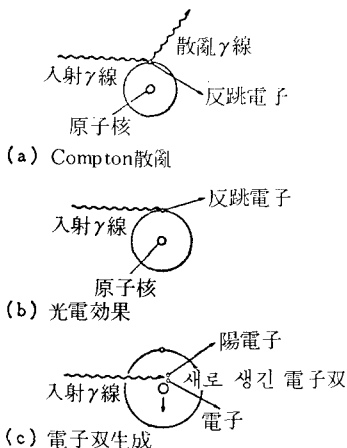 散亂γ線
入射γ線
反跳電子
原子核
(a) Compton散亂
反跳電子
入射γ線
原子核
(b) 光電効果
陽電子
入射γ線
새로 생긴 電子双
電子
(c) 電子双生成